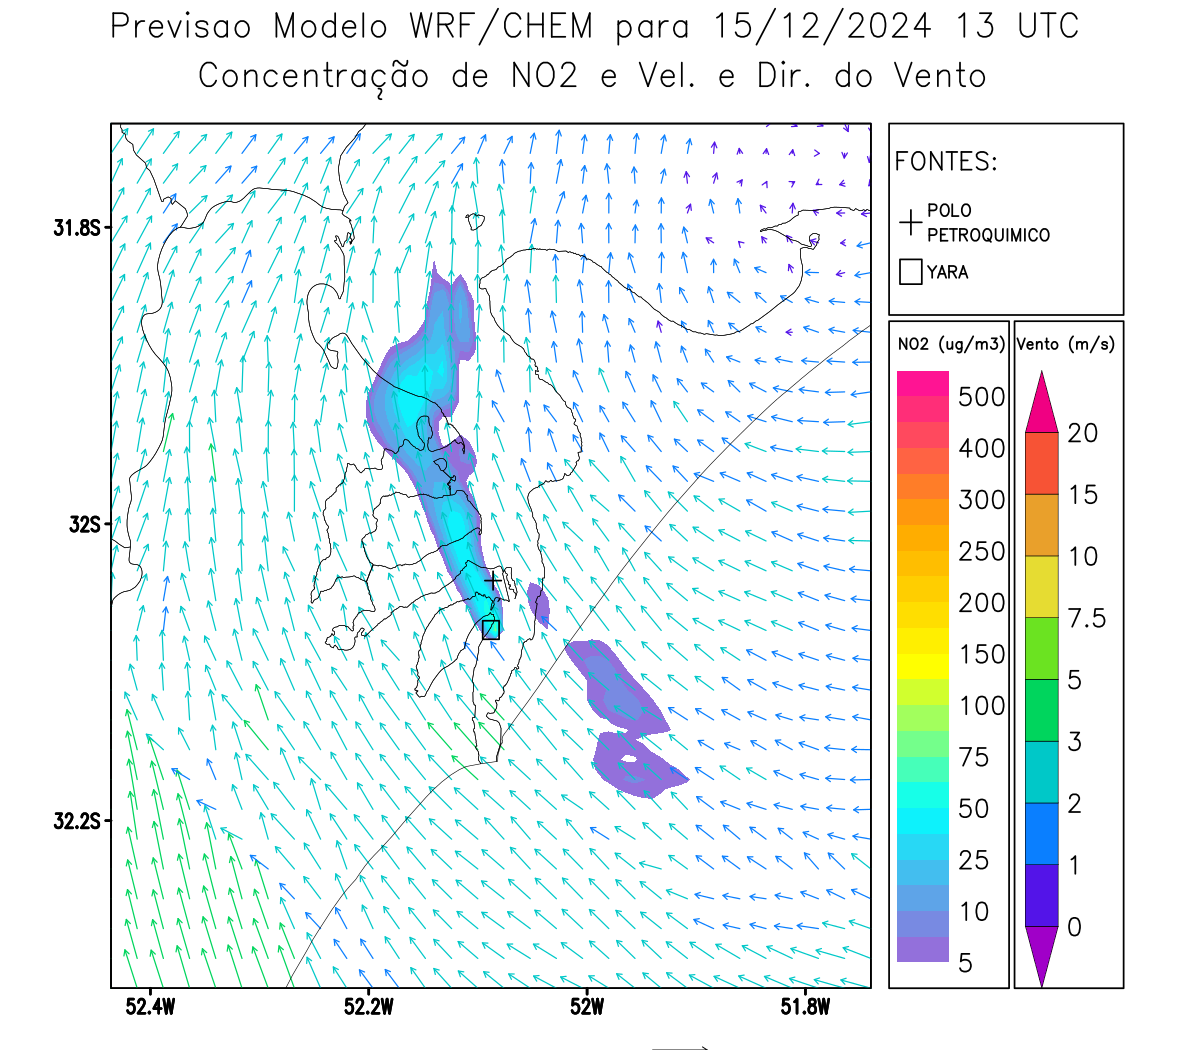 Previsao Modelo WRF/CHEM para 15/12/2024 13 UTC
Concentração de NO2 e Vel. e Dir. do Vento
FONTES:
POLO
PETROQUIMICO
YARA
NO2 (ug/m3)
500
400
300
250
200
150
100
75
50
25
10
5
Vento (m/s)
20
15
10
7.5
5
3
2
1
0
31.8S
32S
32.2S
52.4W 52.2W 52W 51.8W